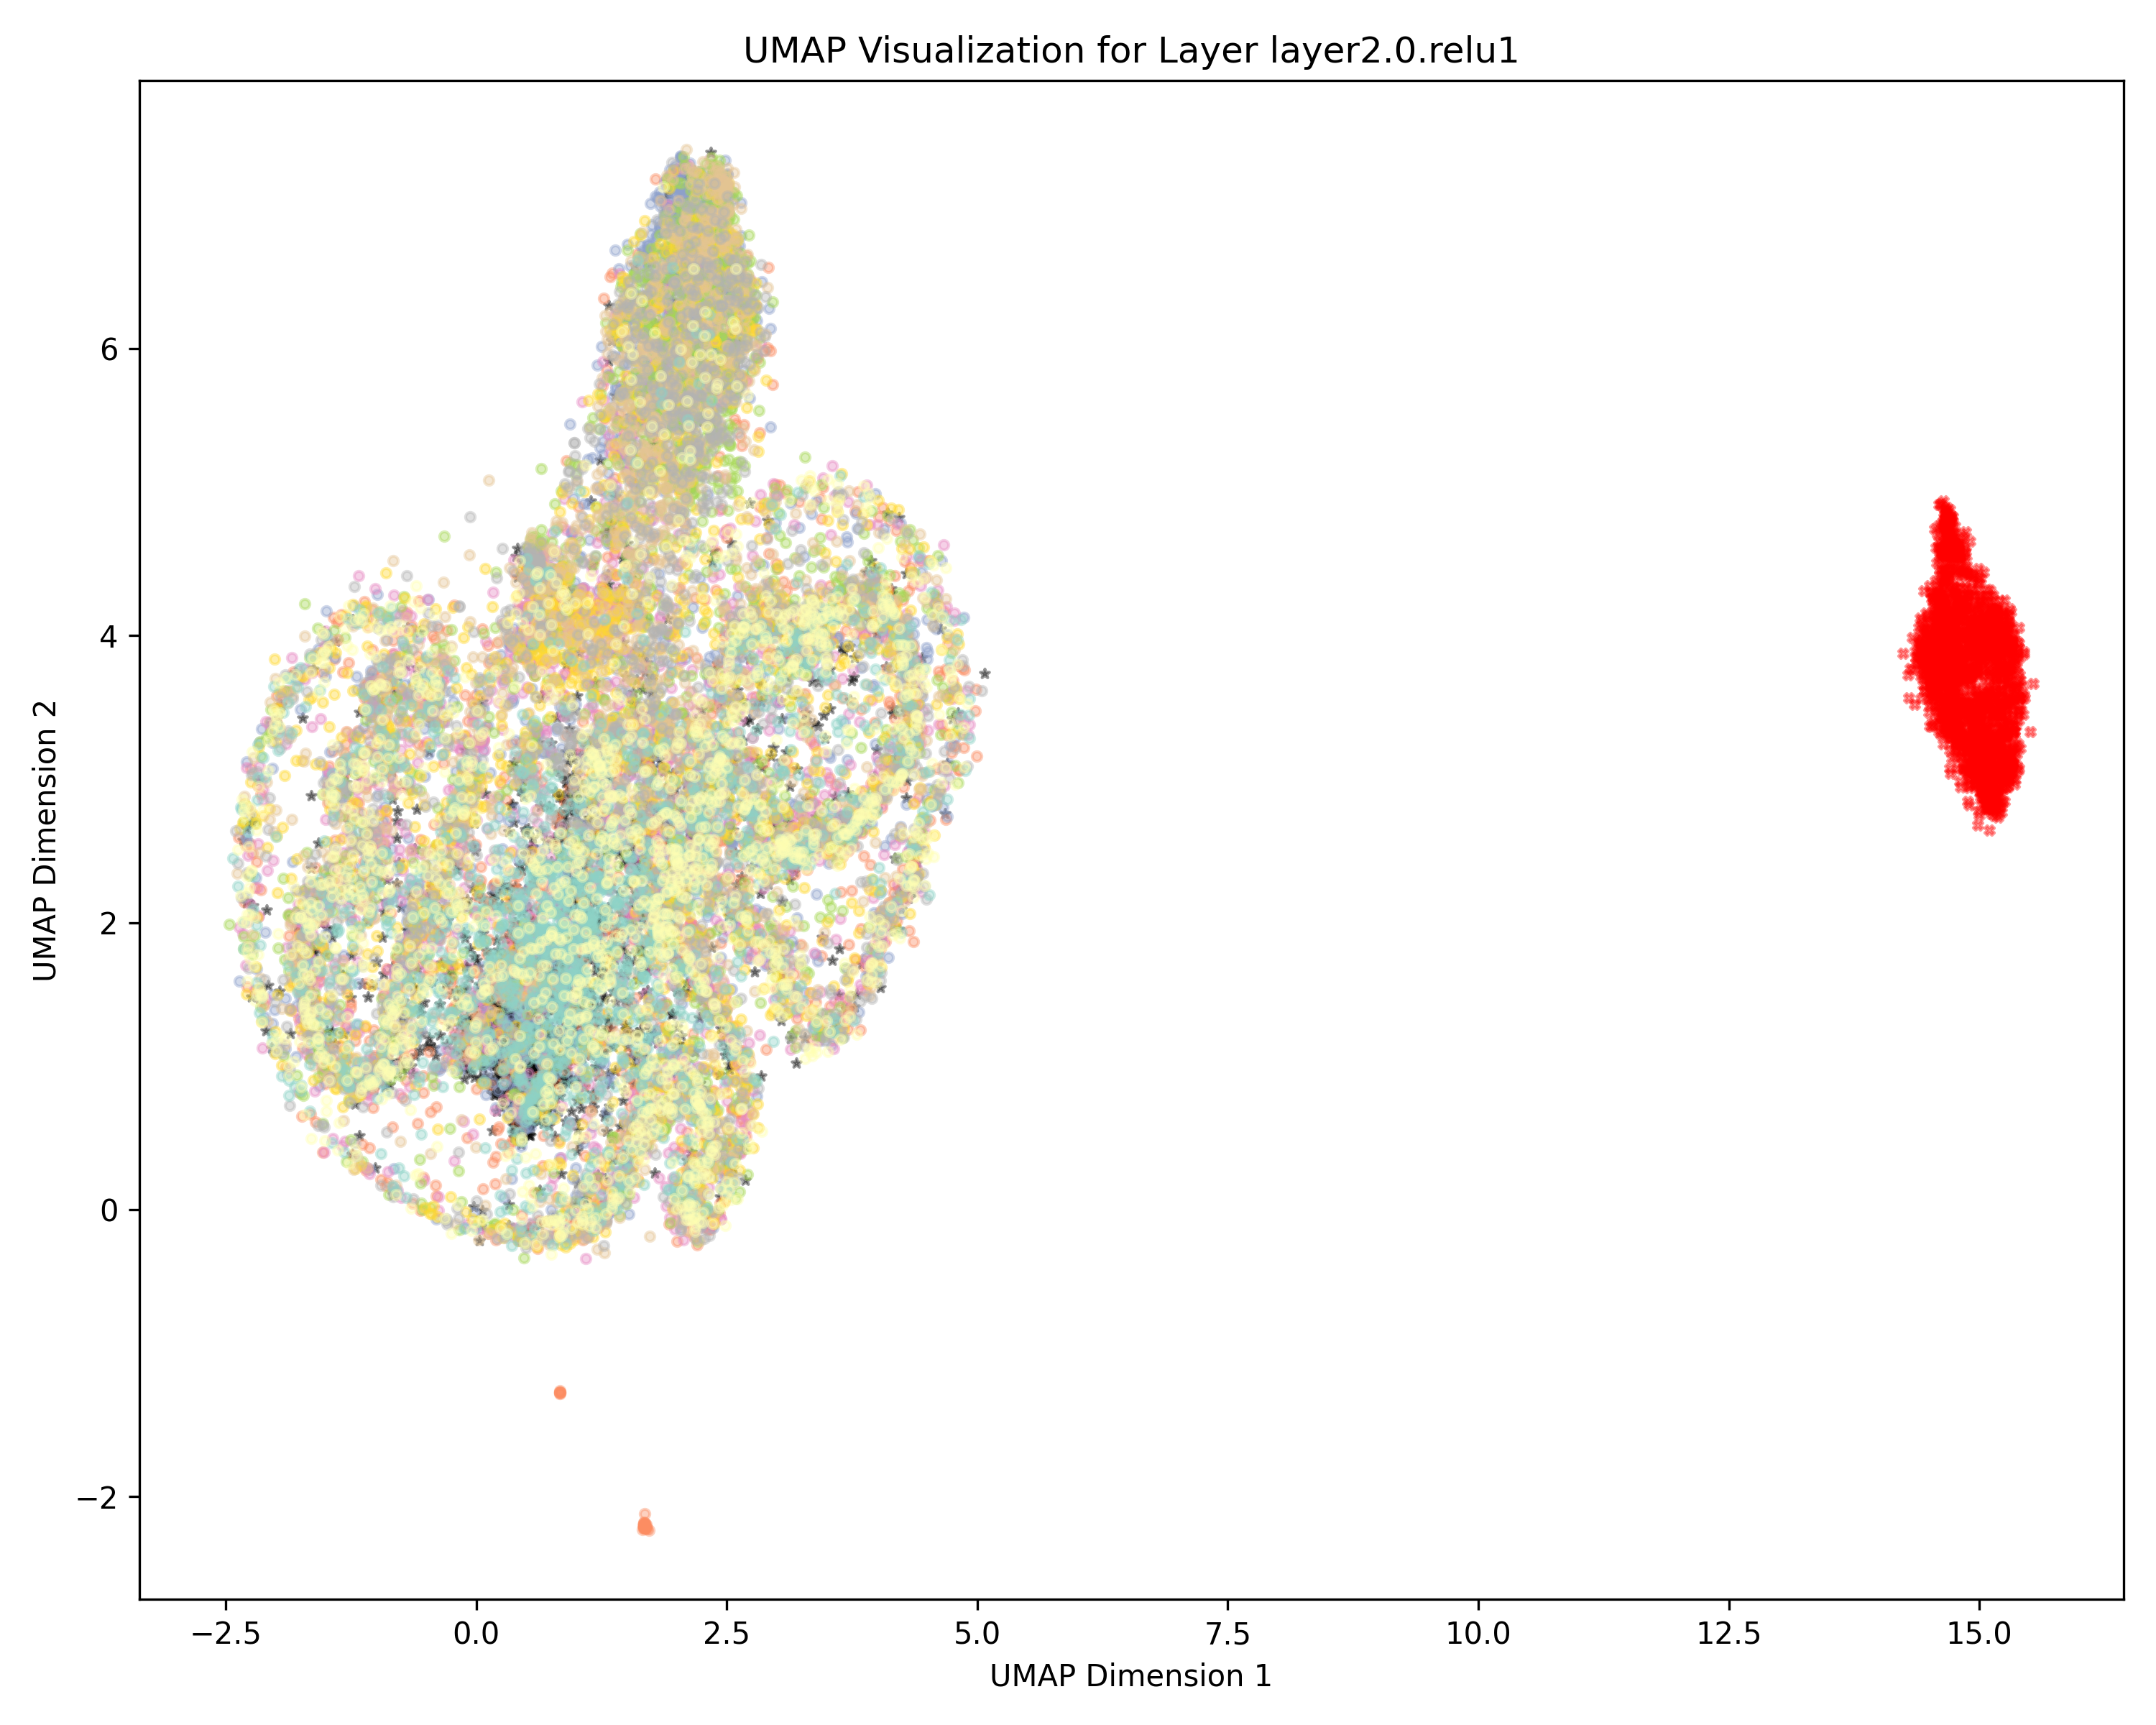 UMAP Visualization for Layer layer2.0.relu1
UMAP Dimension 2
6
4
2
0
−2
−2.5 0.0 2.5 5.0 7.5 10.0 12.5 15.0
UMAP Dimension 1